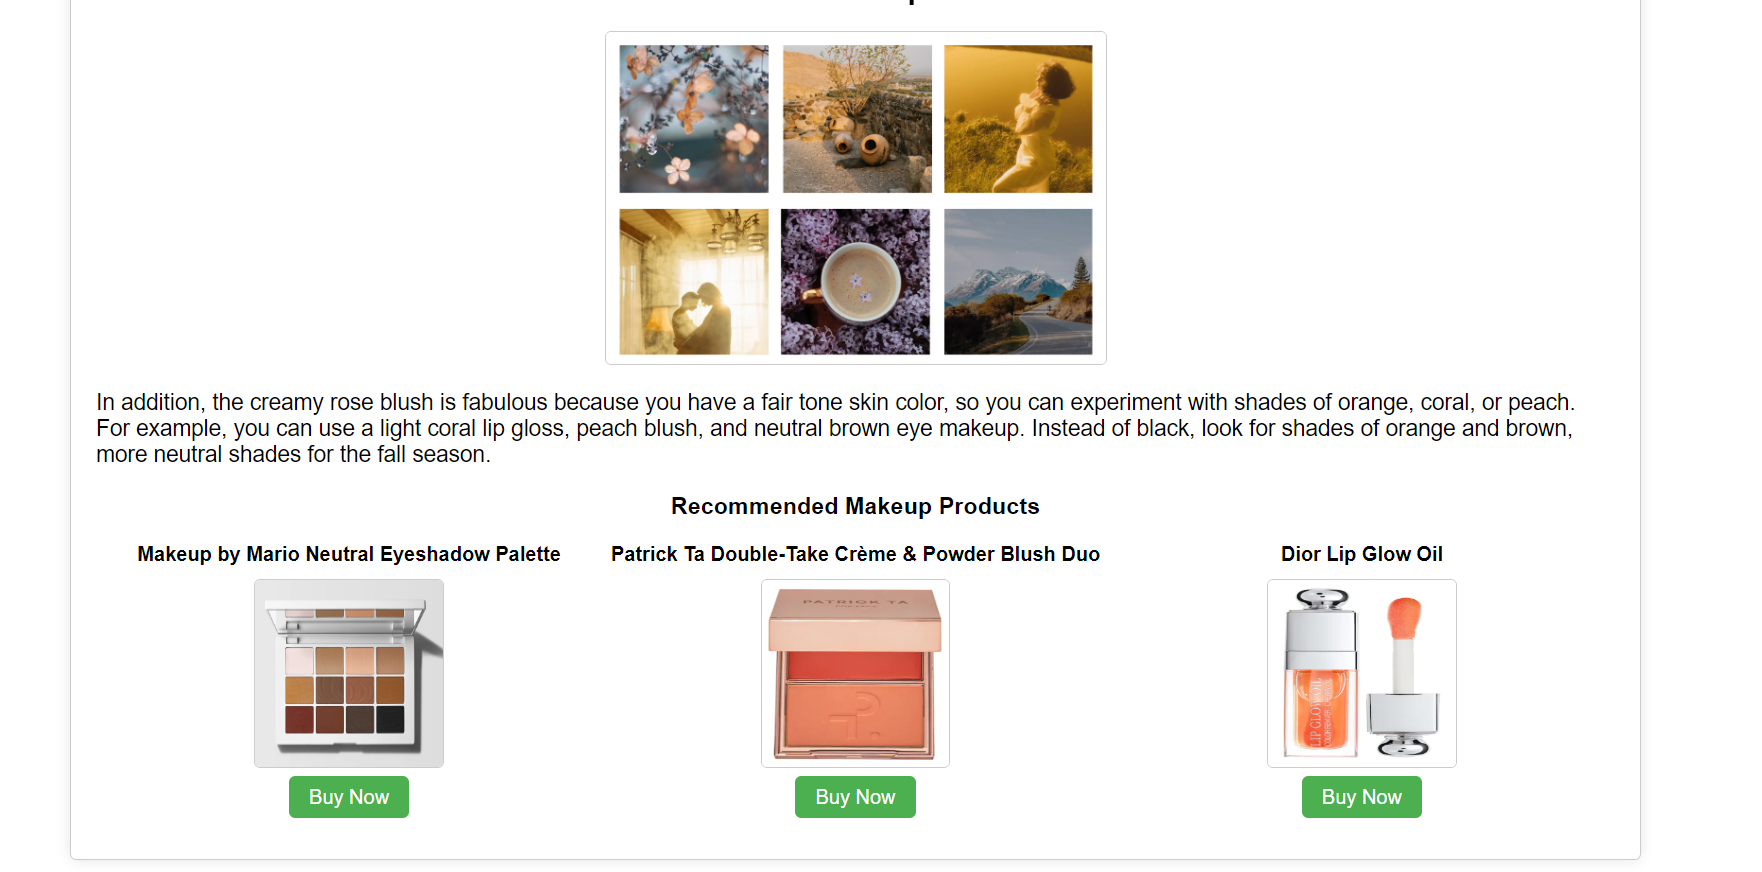 In addition, the creamy rose blush is fabulous because you have a fair tone skin color, so you can experiment with shades of orange, coral, or peach.
For example, you can use a light coral lip gloss, peach blush, and neutral brown eye makeup. Instead of black, look for shades of orange and brown,
more neutral shades for the fall season.
Recommended Makeup Products
Makeup by Mario Neutral Eyeshadow Palette
Patrick Ta Double-Take Crème & Powder Blush Duo
Dior Lip Glow Oil
PATRICK TA
LIP GLOW OIL
Buy Now
Buy Now
Buy Now